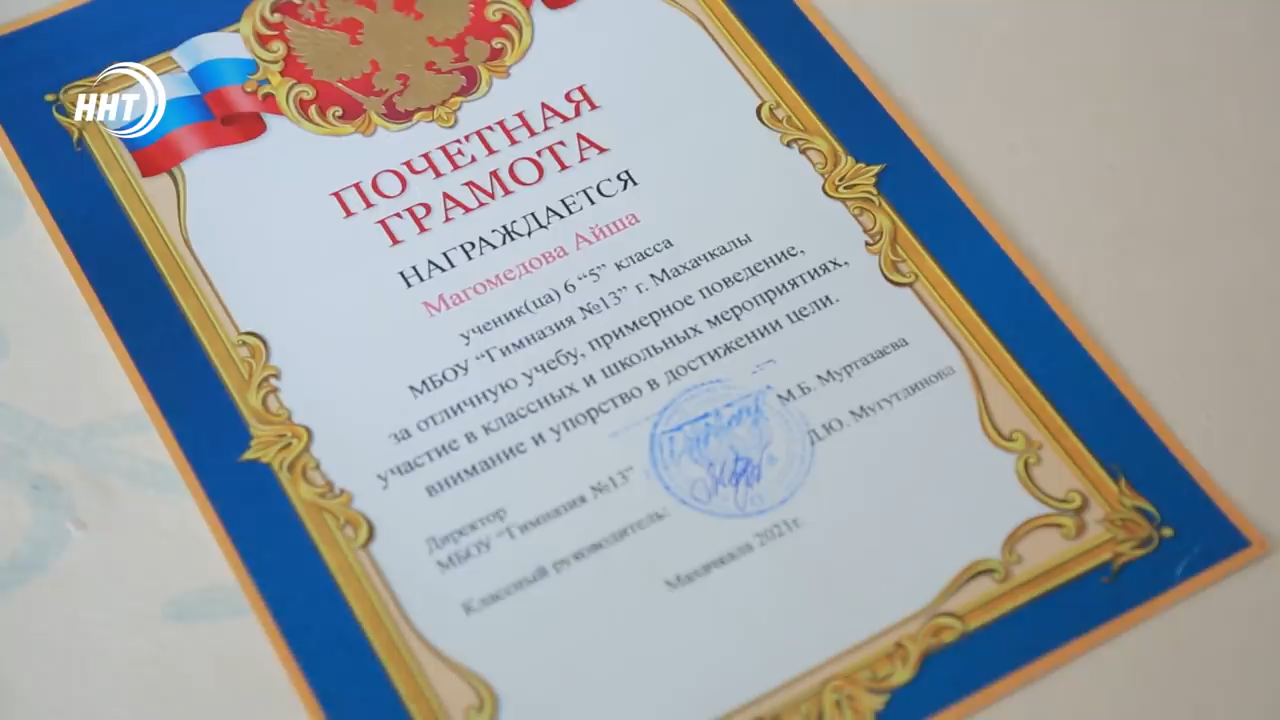 ННТ
ПОЧЕТНАЯ
ГРАМОТА
НАГРАЖДАЕТСЯ
Магомедова Айша
ученик(ца) 6 “5” класса
МБОУ “Гимназия №13” г. Махачкалы
за отличную учебу, примерное поведение,
участие в классных и школьных мероприятиях,
внимание и упорство в достижении цели.
Директор
МБОУ “Гимназия №13” М.Б. Муртазаева
Классный руководитель: Д.Ю. Мугутдинова
Махачкала 2021г.